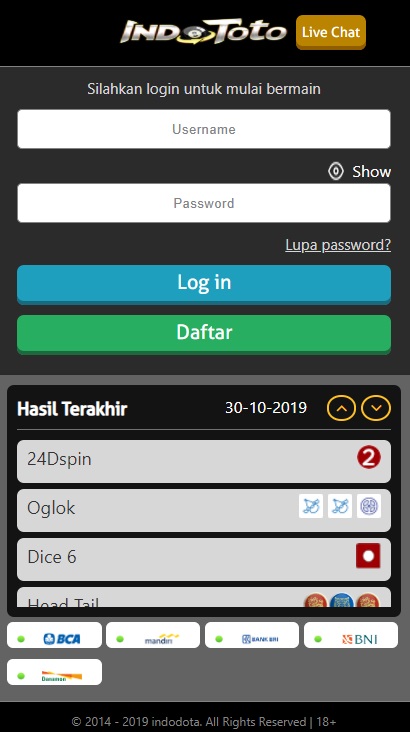 INDOTOTO
Live Chat
Silahkan login untuk mulai bermain
Username
Show
Password
Lupa password?
Log in
Daftar
Hasil Terakhir 30-10-2019
24Dspin 2
Oglok
Dice 6
Head Tail
BCA mandiri BANK BRI BNI
Danamon
© 2014 - 2019 indodota. All Rights Reserved | 18+